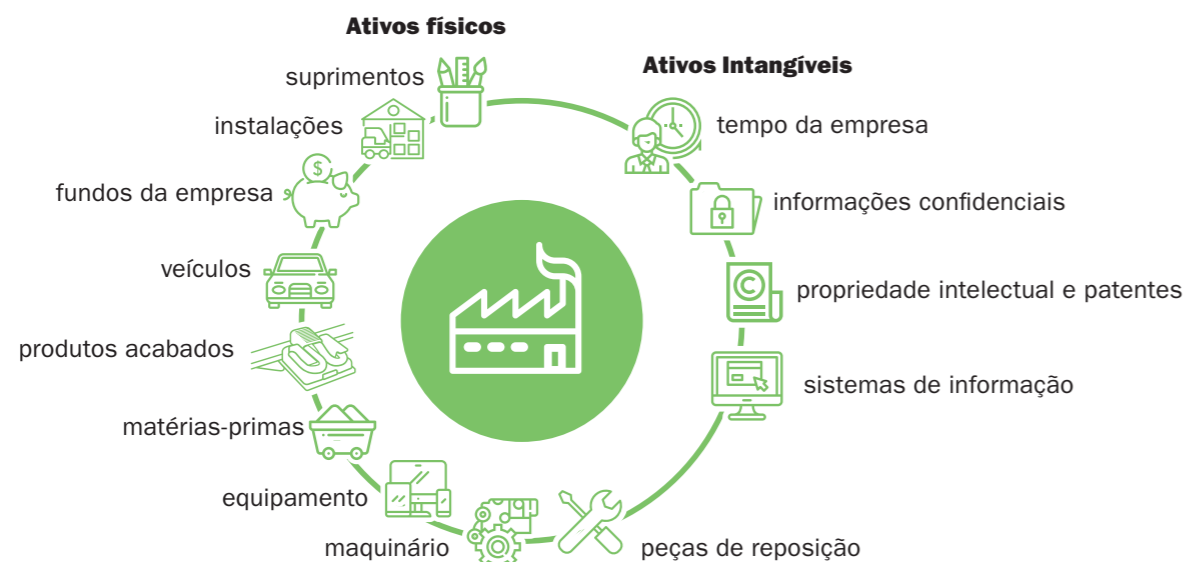 Ativos físicos
suprimentos
instalações
fundos da empresa
veículos
produtos acabados
matérias-primas
equipamento
maquinário
peças de reposição
Ativos Intangíveis
tempo da empresa
informações confidenciais
propriedade intelectual e patentes
sistemas de informação
$
C